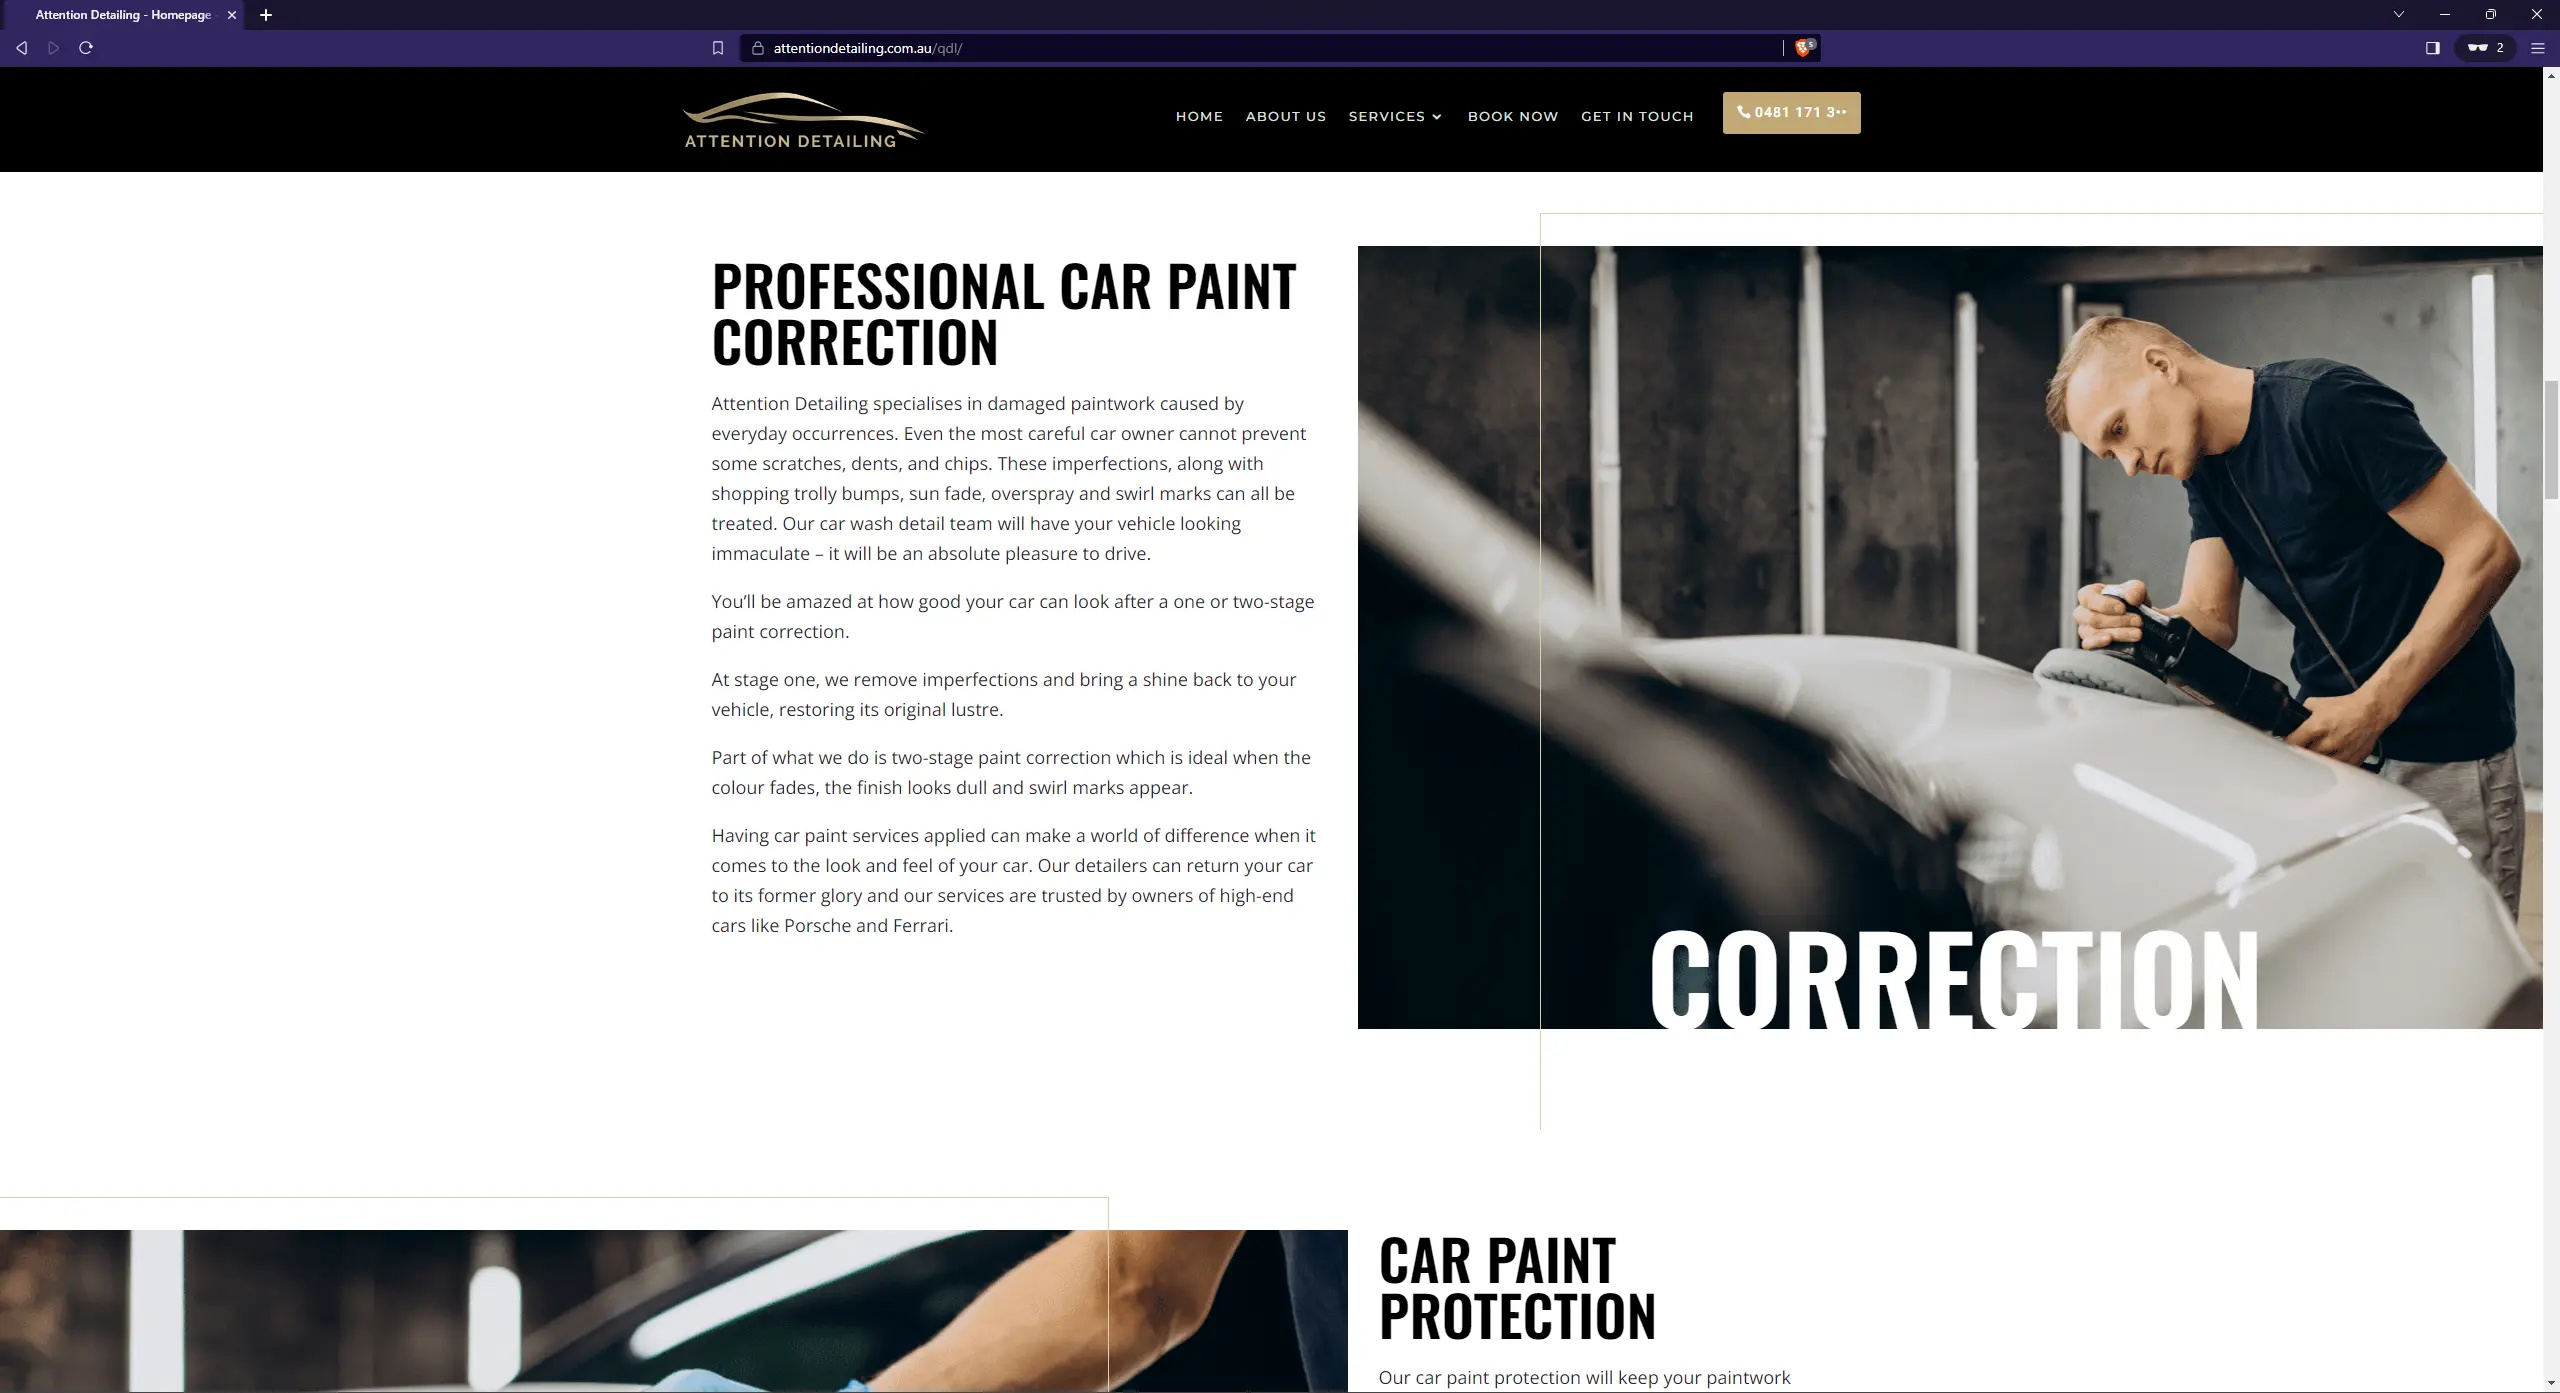 Attention Detailing - Homepage
attentiondetailing.com.au/qdl/
5
2
ATTENTION DETAILING
HOME
ABOUT US
SERVICES
BOOK NOW
GET IN TOUCH
0481 171 3••
PROFESSIONAL CAR PAINT
CORRECTION
Attention Detailing specialises in damaged paintwork caused by
everyday occurrences. Even the most careful car owner cannot prevent
some scratches, dents, and chips. These imperfections, along with
shopping trolly bumps, sun fade, overspray and swirl marks can all be
treated. Our car wash detail team will have your vehicle looking
immaculate – it will be an absolute pleasure to drive.
You’ll be amazed at how good your car can look after a one or two-stage
paint correction.
At stage one, we remove imperfections and bring a shine back to your
vehicle, restoring its original lustre.
Part of what we do is two-stage paint correction which is ideal when the
colour fades, the finish looks dull and swirl marks appear.
Having car paint services applied can make a world of difference when it
comes to the look and feel of your car. Our detailers can return your car
to its former glory and our services are trusted by owners of high-end
cars like Porsche and Ferrari.
CORRECTION
CAR PAINT
PROTECTION
Our car paint protection will keep your paintwork